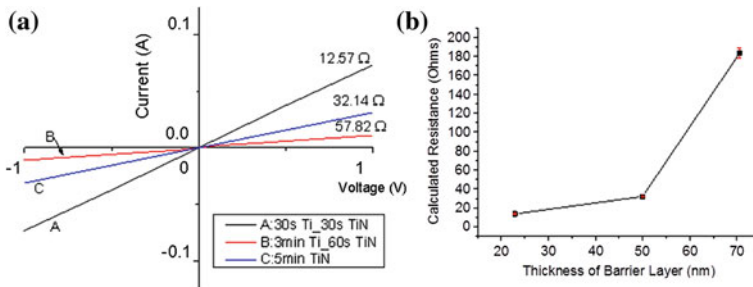 (a)
Current (A)
0.1
0.0
-0.1
-1
0
1
Voltage (V)
12.57 Ω
32.14 Ω
57.82 Ω
B
C
A
A:30s Ti_30s TiN
B:3min Ti_60s TiN
C:5min TiN
(b)
Calculated Resistance (Ohms)
200
180
160
140
120
100
80
60
40
20
0
20
30
40
50
60
70
Thickness of Barrier Layer (nm)